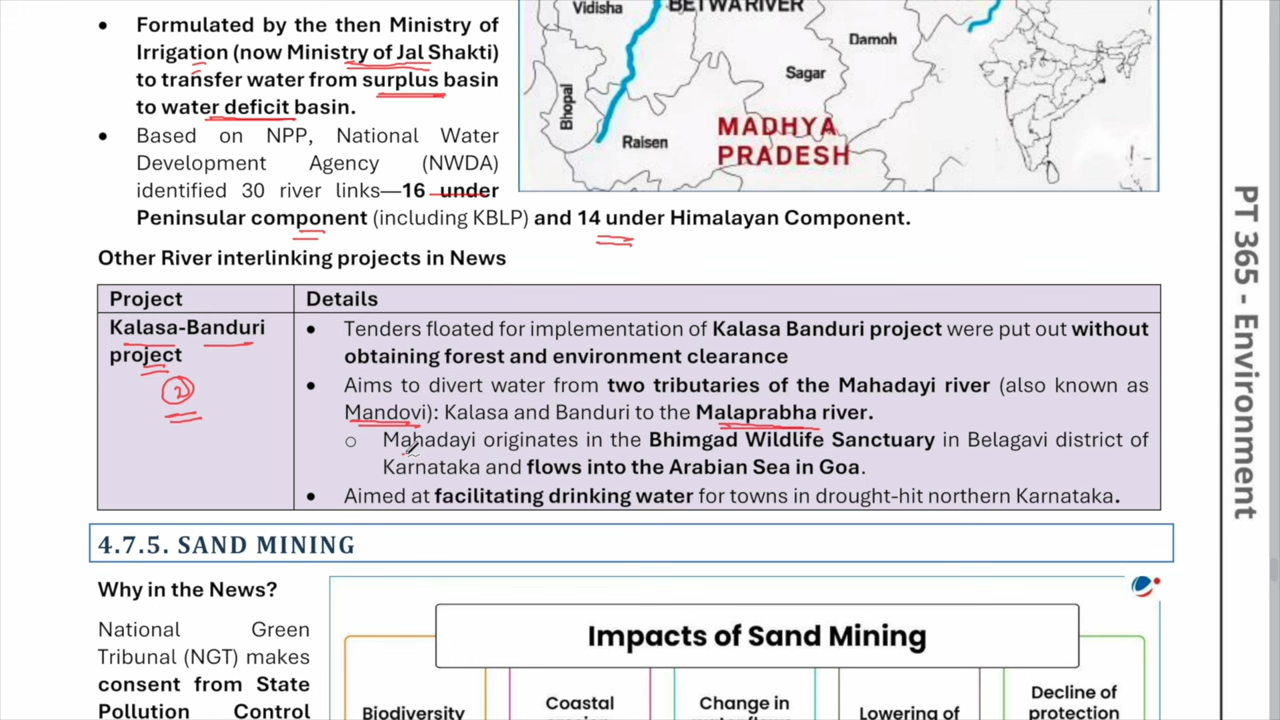 • Formulated by the then Ministry of
Irrigation (now Ministry of Jal Shakti)
to transfer water from surplus basin
to water deficit basin.
• Based on NPP, National Water
Development Agency (NWDA)
identified 30 river links—16 under
Peninsular component (including KBLP) and 14 under Himalayan Component.
Vidisha
BETWA RIVER
Damoh
Sagar
Bhopal
Raisen
MADHYA
PRADESH
Other River interlinking projects in News
Project
Details
Kalasa-Banduri
project
2
• Tenders floated for implementation of Kalasa Banduri project were put out without
obtaining forest and environment clearance
• Aims to divert water from two tributaries of the Mahadayi river (also known as
Mandovi): Kalasa and Banduri to the Malaprabha river.
○ Mahadayi originates in the Bhimgad Wildlife Sanctuary in Belagavi district of
Karnataka and flows into the Arabian Sea in Goa.
• Aimed at facilitating drinking water for towns in drought-hit northern Karnataka.
4.7.5. SAND MINING
Why in the News?
National Green
Tribunal (NGT) makes
consent from State
Pollution Control
Impacts of Sand Mining
Biodiversity
Coastal
Change in
Lowering of
Decline of
protection
PT 365 - Environment